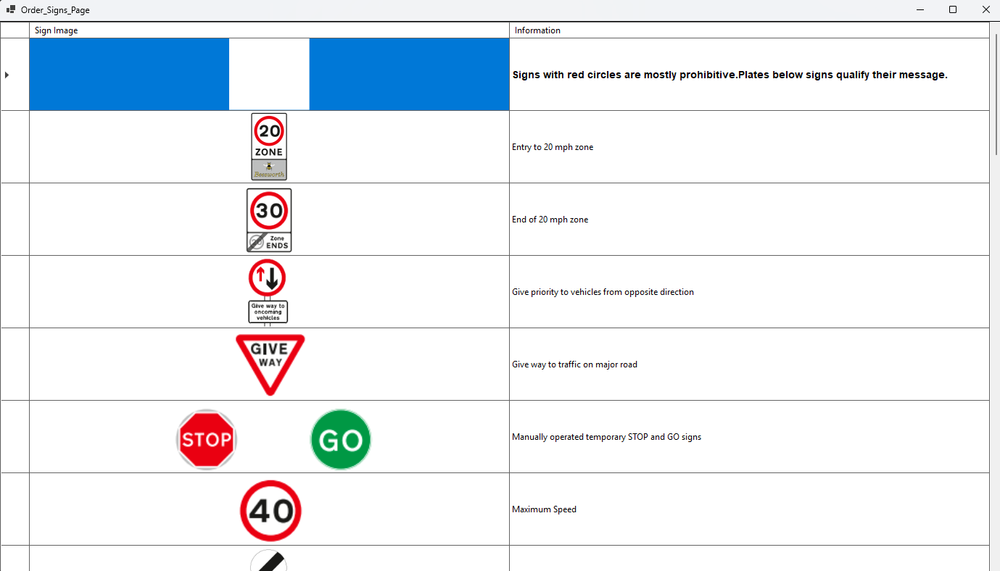 Order_Signs_Page
Sign Image
Information
Signs with red circles are mostly prohibitive.Plates below signs qualify their message.
20
ZONE
Beesworth
Entry to 20 mph zone
30
20
Zone
ENDS
End of 20 mph zone
Give way to
oncoming
vehicles
Give priority to vehicles from opposite direction
GIVE
WAY
Give way to traffic on major road
STOP
GO
Manually operated temporary STOP and GO signs
40
Maximum Speed